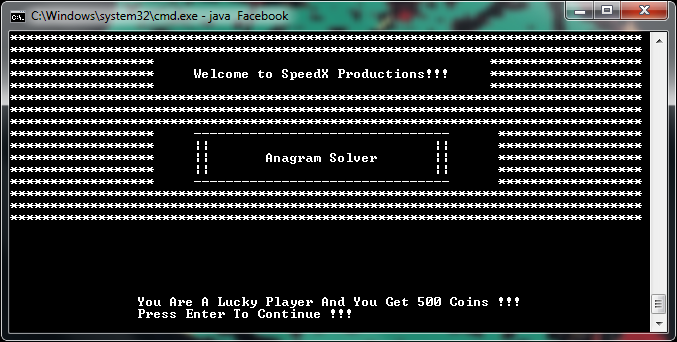 C:\Windows\system32\cmd.exe - java  Facebook
Welcome to SpeedX Productions!!!
Anagram Solver
You Are A Lucky Player And You Get 500 Coins !!!
Press Enter To Continue !!!